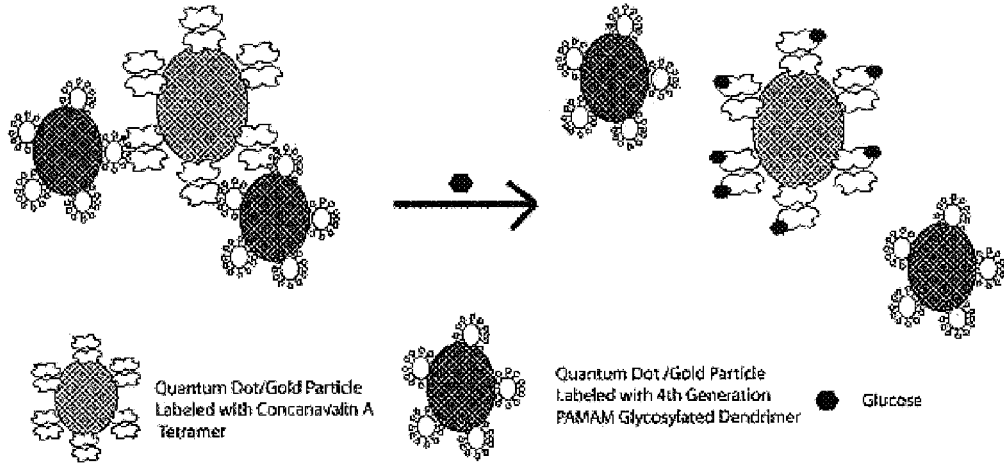 Quantum Dot/Gold Particle
Labeled with Concanavalin A
Tetramer
Quantum Dot /Gold Particle
Labeled with 4th Generation
PAMAM Glycosylated Dendrimer
Glucose